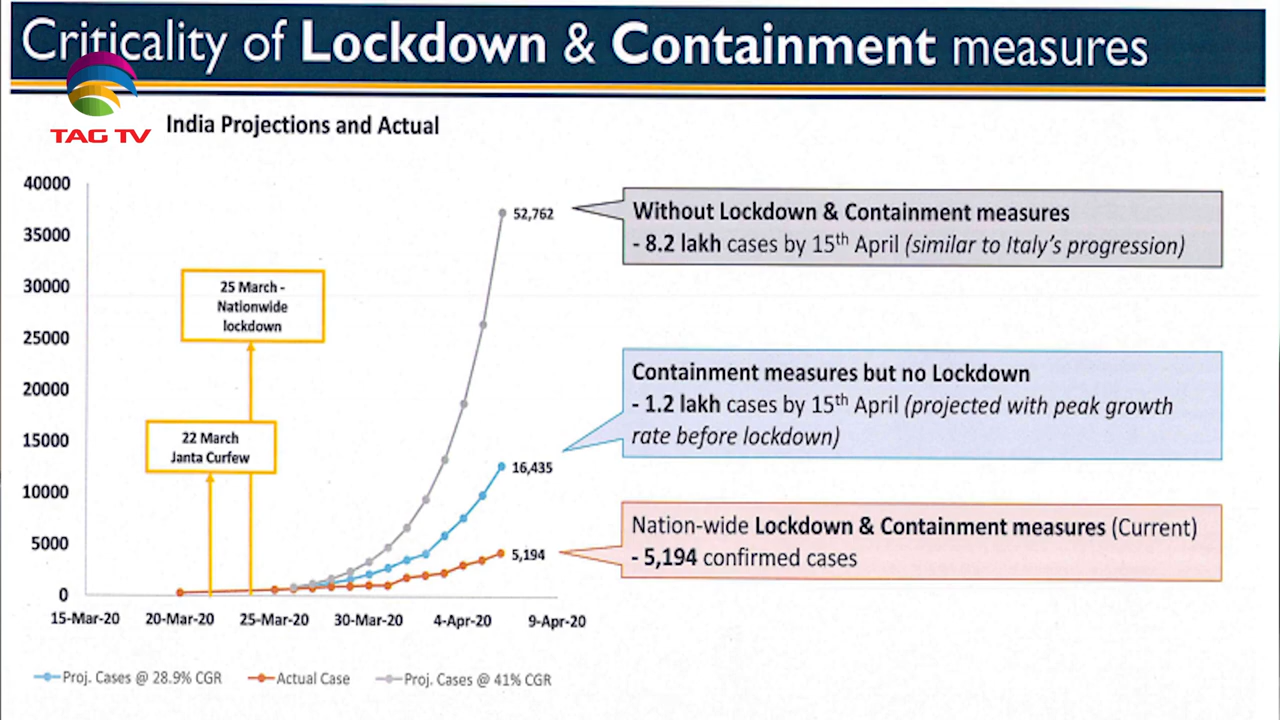 Criticality of Lockdown & Containment measures
TAG TV
India Projections and Actual
40000
35000
30000
25000
20000
15000
10000
5000
0
15-Mar-20 20-Mar-20 25-Mar-20 30-Mar-20 4-Apr-20 9-Apr-20
25 March -
Nationwide
lockdown
22 March
Janta Curfew
52,762
16,435
5,194
Without Lockdown & Containment measures
- 8.2 lakh cases by 15th April (similar to Italy's progression)
Containment measures but no Lockdown
- 1.2 lakh cases by 15th April (projected with peak growth
rate before lockdown)
Nation-wide Lockdown & Containment measures (Current)
- 5,194 confirmed cases
Proj. Cases @ 28.9% CGR Actual Case Proj. Cases @ 41% CGR